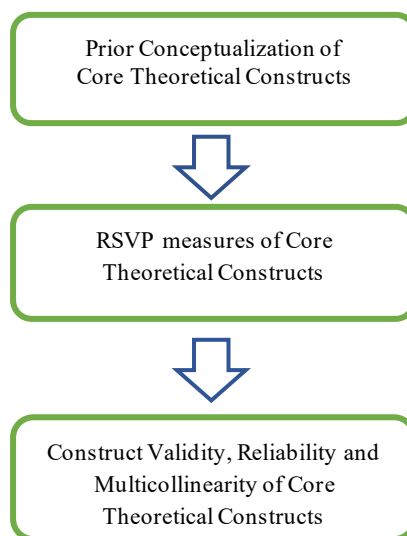 Prior Conceptualization of
Core Theoretical Constructs
RSVP measures of Core
Theoretical Constructs
Construct Validity, Reliability and
Multicollinearity of Core
Theoretical Constructs